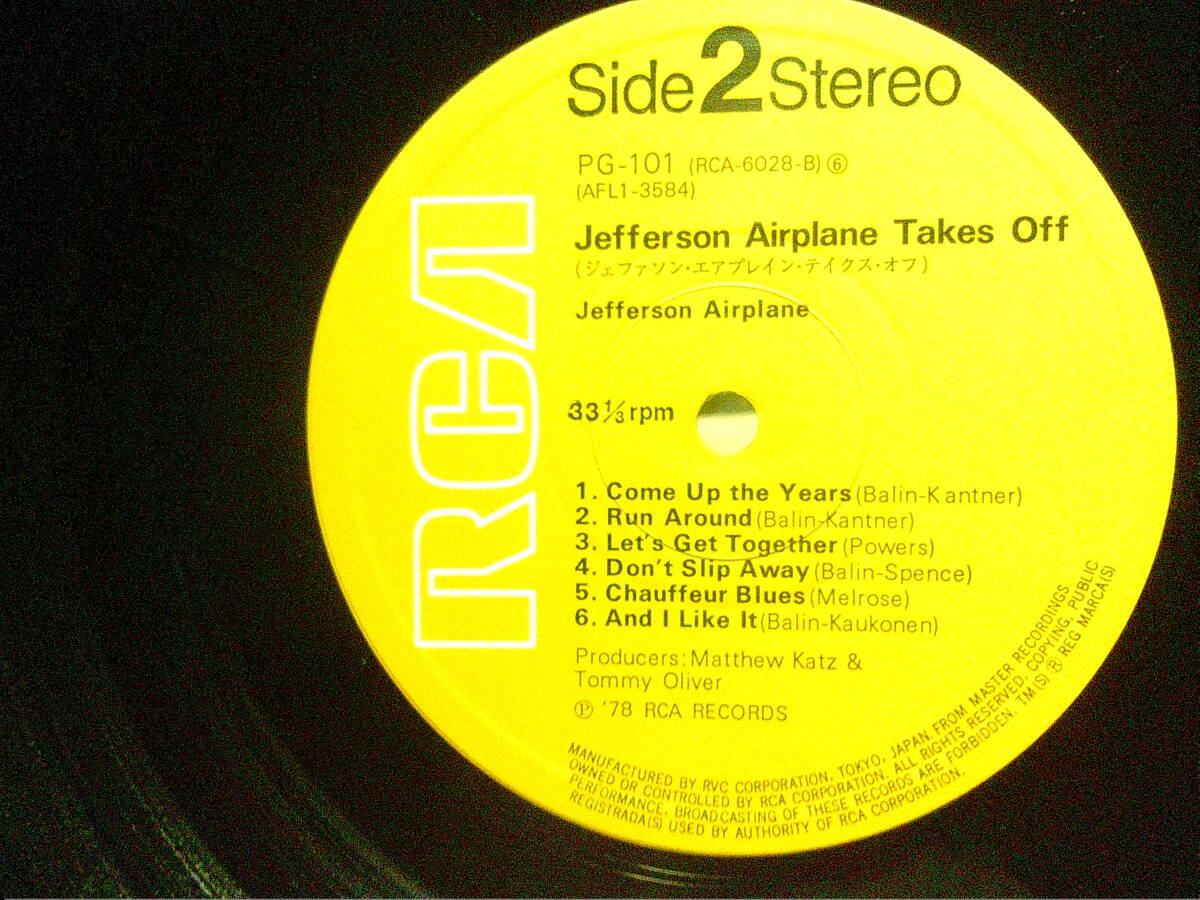 Side 2 Stereo
PG-101 (RCA-6028-B) ⑥
(AFL1-3584)
Jefferson Airplane Takes Off
(ジェファソン・エアプレイン・テイクス・オフ)
Jefferson Airplane
33⅓ rpm
1. Come Up the Years (Balin-Kantner)
2. Run Around (Balin-Kantner)
3. Let's Get Together (Powers)
4. Don't Slip Away (Balin-Spence)
5. Chauffeur Blues (Melrose)
6. And I Like It (Balin-Kaukonen)
Producers: Matthew Katz &
Tommy Oliver
℗ '78 RCA RECORDS
MANUFACTURED BY RVC CORPORATION, TOKYO, JAPAN. FROM MASTER RECORDINGS
OWNED OR CONTROLLED BY RCA CORPORATION. ALL RIGHTS RESERVED. COPYING, PUBLIC
PERFORMANCE, BROADCASTING OF THESE RECORDS ARE FORBIDDEN. TM(S) ® REG MARCA(S)
REGISTRADA(S) USED BY AUTHORITY OF RCA CORPORATION.
RCA